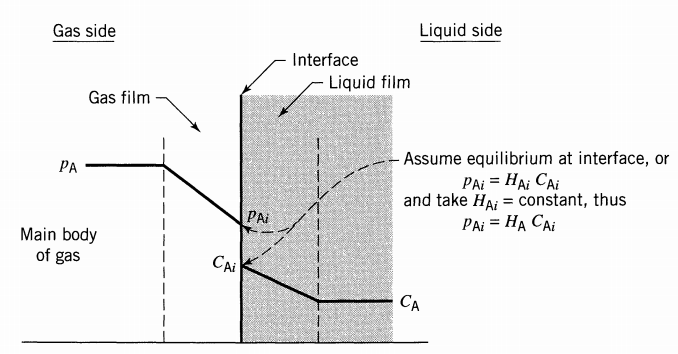 Gas side
Liquid side
Interface
Liquid film
Gas film
Assume equilibrium at interface, or
pAi = HAi CAi
and take HAi = constant, thus
pAi = HA CAi
pA
pAi
Main body
of gas
CAi
CA